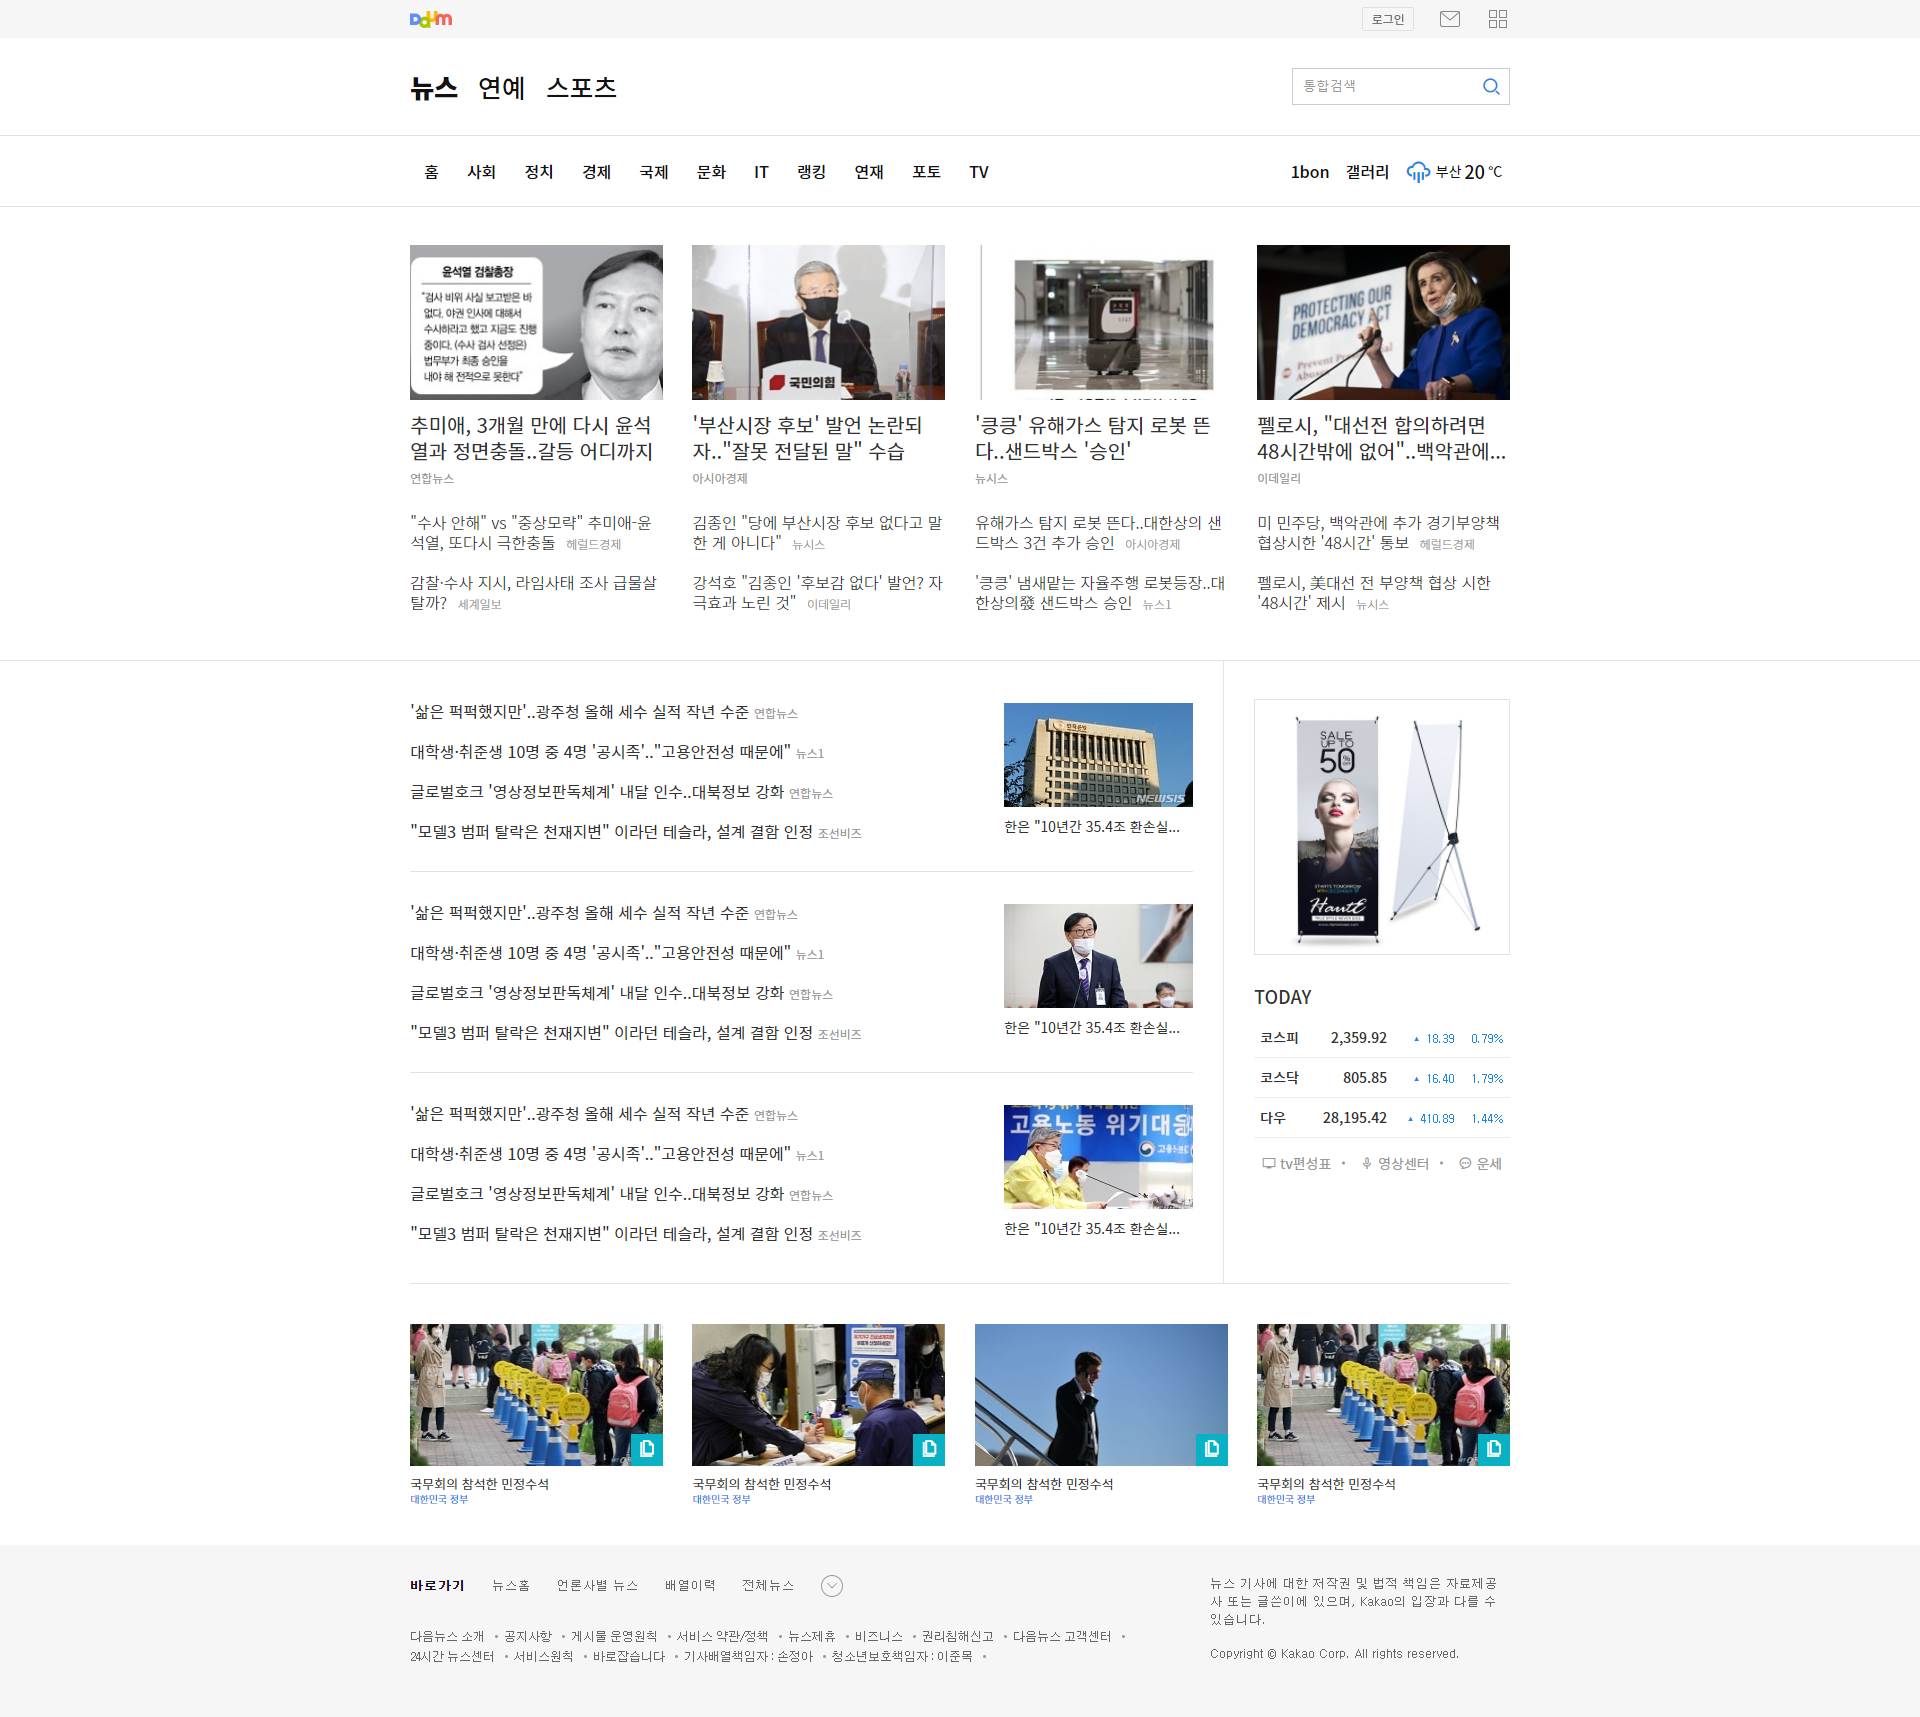 Daum
로그인
뉴스 연예 스포츠
통합검색
홈 사회 정치 경제 국제 문화 IT 랭킹 연재 포토 TV
1bon 갤러리 부산 20 °C
윤석열 검찰총장
"검사 비위 사실 보고받은 바
없다. 야권 인사에 대해서
수사하라고 했고 지금도 진행
중이다. (수사 검사 선정은)
법무부가 최종 승인을
내야 해 전적으로 못한다"
국민의힘
PROTECTING OUR
DEMOCRACY ACT
추미애, 3개월 만에 다시 윤석
열과 정면충돌..갈등 어디까지
연합뉴스
"수사 안해" vs "중상모략" 추미애-윤
석열, 또다시 극한충돌 헤럴드경제
감찰·수사 지시, 라임사태 조사 급물살
탈까? 세계일보
'부산시장 후보' 발언 논란되
자.."잘못 전달된 말" 수습
아시아경제
김종인 "당에 부산시장 후보 없다고 말
한 게 아니다" 뉴시스
강석호 "김종인 '후보감 없다' 발언? 자
극효과 노린 것" 이데일리
'킁킁' 유해가스 탐지 로봇 뜬
다..샌드박스 '승인'
뉴시스
유해가스 탐지 로봇 뜬다..대한상의 샌
드박스 3건 추가 승인 아시아경제
'킁킁' 냄새맡는 자율주행 로봇등장..대
한상의發 샌드박스 승인 뉴스1
펠로시, "대선전 합의하려면
48시간밖에 없어"..백악관에...
이데일리
미 민주당, 백악관에 추가 경기부양책
협상시한 '48시간' 통보 헤럴드경제
펠로시, 美대선 전 부양책 협상 시한
'48시간' 제시 뉴시스
'삶은 퍽퍽했지만'..광주청 올해 세수 실적 작년 수준 연합뉴스
대학생·취준생 10명 중 4명 '공시족'.."고용안전성 때문에" 뉴스1
글로벌호크 '영상정보판독체계' 내달 인수..대북정보 강화 연합뉴스
"모델3 범퍼 탈락은 천재지변" 이라던 테슬라, 설계 결함 인정 조선비즈
NEWSIS
한은 "10년간 35.4조 환손실...
'삶은 퍽퍽했지만'..광주청 올해 세수 실적 작년 수준 연합뉴스
대학생·취준생 10명 중 4명 '공시족'.."고용안전성 때문에" 뉴스1
글로벌호크 '영상정보판독체계' 내달 인수..대북정보 강화 연합뉴스
"모델3 범퍼 탈락은 천재지변" 이라던 테슬라, 설계 결함 인정 조선비즈
한은 "10년간 35.4조 환손실...
'삶은 퍽퍽했지만'..광주청 올해 세수 실적 작년 수준 연합뉴스
대학생·취준생 10명 중 4명 '공시족'.."고용안전성 때문에" 뉴스1
글로벌호크 '영상정보판독체계' 내달 인수..대북정보 강화 연합뉴스
"모델3 범퍼 탈락은 천재지변" 이라던 테슬라, 설계 결함 인정 조선비즈
고용노동 위기대응
한은 "10년간 35.4조 환손실...
SALE
UP TO
50%
STARTS TOMORROW
HautE
TODAY
코스피 2,359.92 ▲ 18.39 0.79%
코스닥 805.85 ▲ 16.40 1.79%
다우 28,195.42 ▲ 410.89 1.44%
tv편성표 • 영상센터 • 운세
국무회의 참석한 민정수석
대한민국 정부
국무회의 참석한 민정수석
대한민국 정부
국무회의 참석한 민정수석
대한민국 정부
국무회의 참석한 민정수석
대한민국 정부
바로가기 뉴스홈 언론사별 뉴스 배열이력 전체뉴스
다음뉴스 소개 • 공지사항 • 게시물 운영원칙 • 서비스 약관/정책 • 뉴스제휴 • 비즈니스 • 권리침해신고 • 다음뉴스 고객센터 •
24시간 뉴스센터 • 서비스원칙 • 바로잡습니다 • 기사배열책임자 : 손정아 • 청소년보호책임자 : 이준목 •
뉴스 기사에 대한 저작권 및 법적 책임은 자료제공
사 또는 글쓴이에 있으며, Kakao의 입장과 다를 수
있습니다.
Copyright © Kakao Corp. All rights reserved.